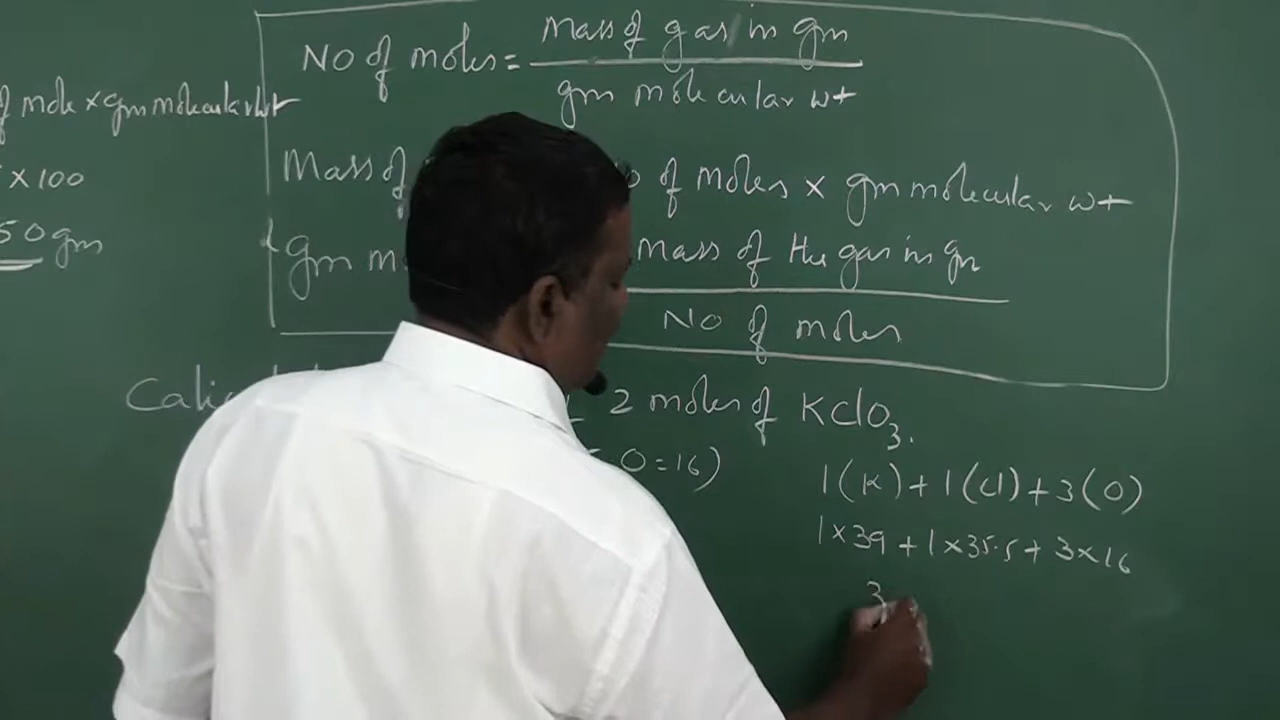 No of moles = Mass of gas in gm
gm molecular wt
f mole × gm molecular wt
Mass of
of moles × gm molecular wt
× 100
50 gm
gm m
mass of the gas in gm
No of moles
2 moles of KClO3.
O=16)
1(K) + 1(Cl) + 3(O)
1×39 + 1×35.5 + 3×16
3